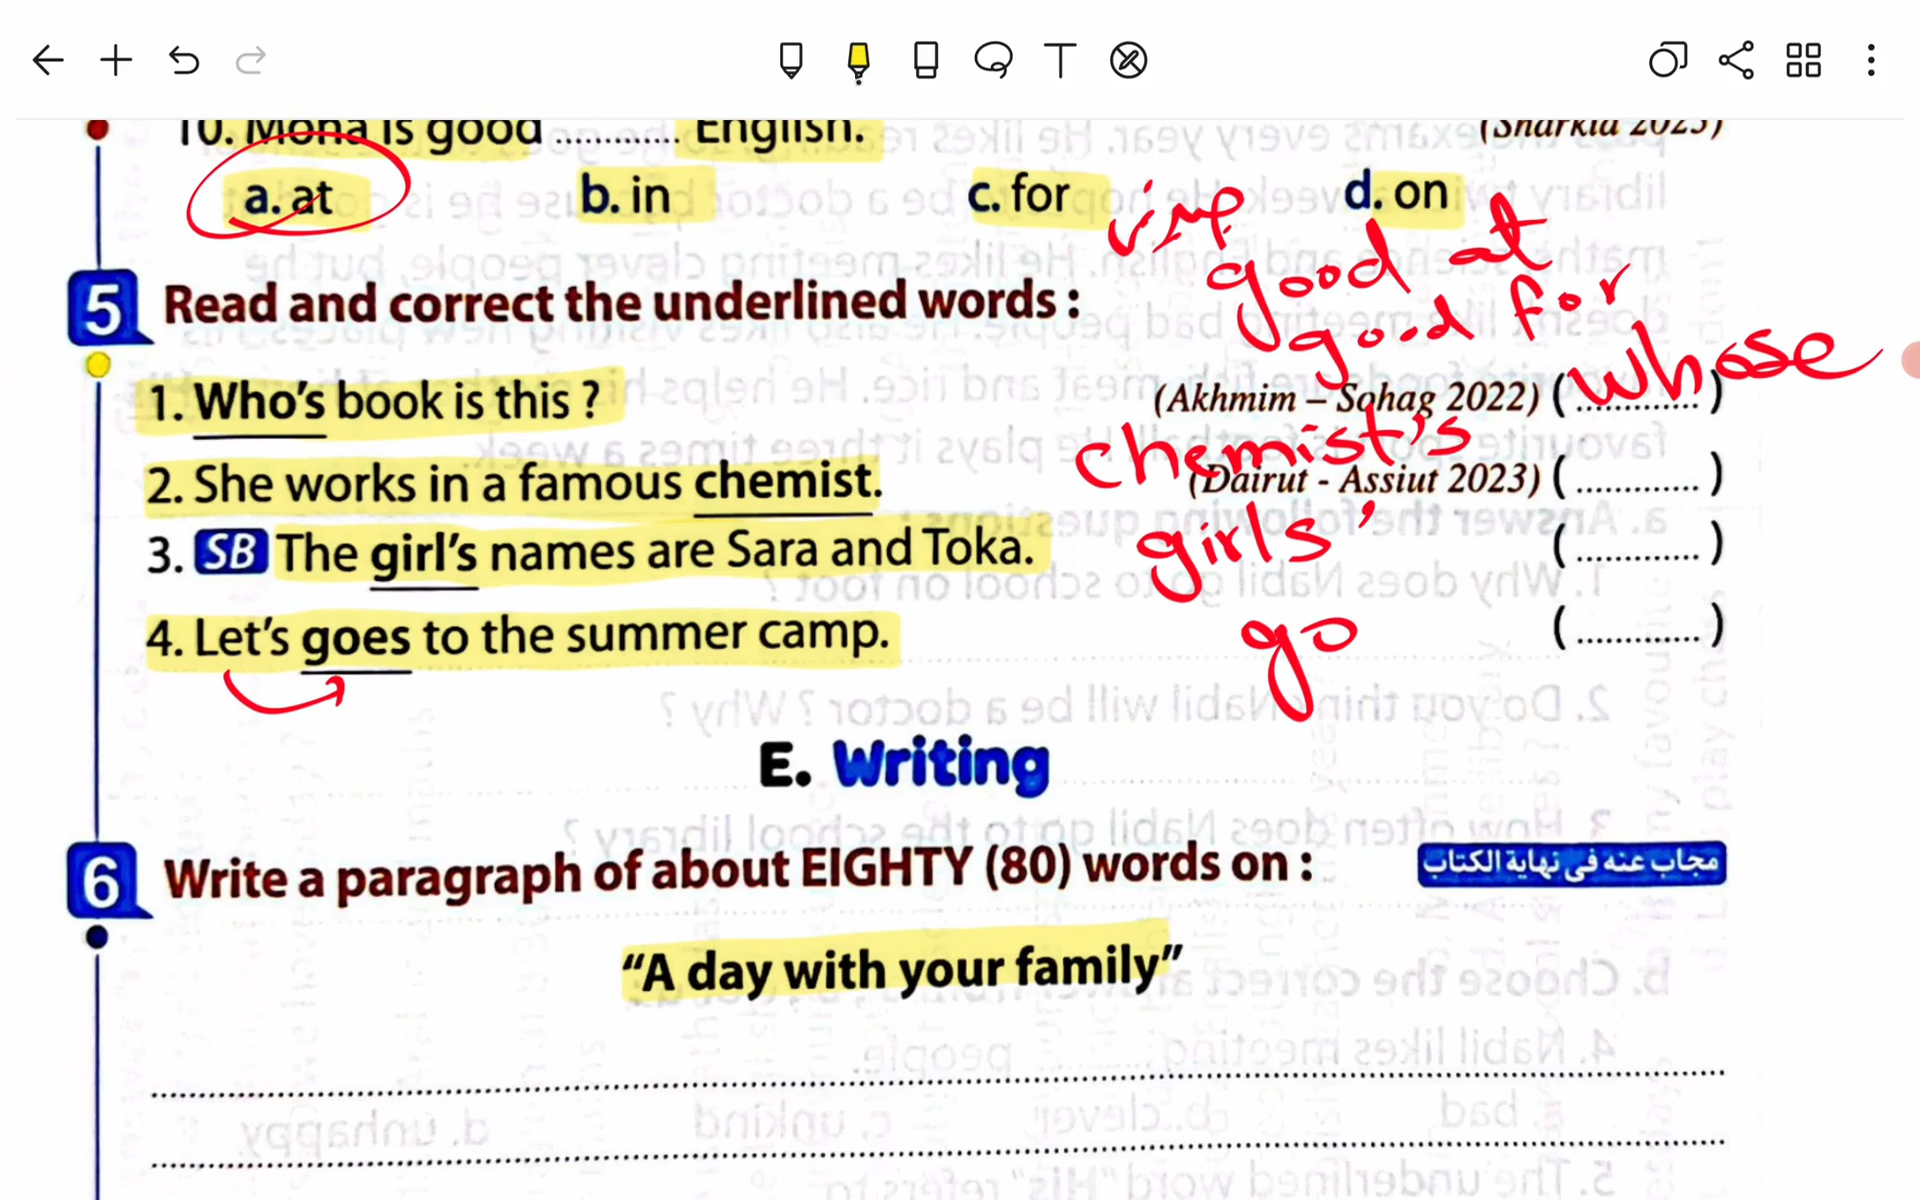 10. Mona is good ............ English. (Sharkia 2023)
a. at b. in c. for d. on
vip
good at
good for
5 Read and correct the underlined words :
1. Who's book is this ? (Akhmim – Sohag 2022) (............) whose
2. She works in a famous chemist. (Dairut - Assiut 2023) (............) chemist's
3. SB The girl's names are Sara and Toka. (............) girls'
4. Let's goes to the summer camp. (............) go
E. Writing
6 Write a paragraph of about EIGHTY (80) words on : مجاب عنه فى نهاية الكتاب
“A day with your family”